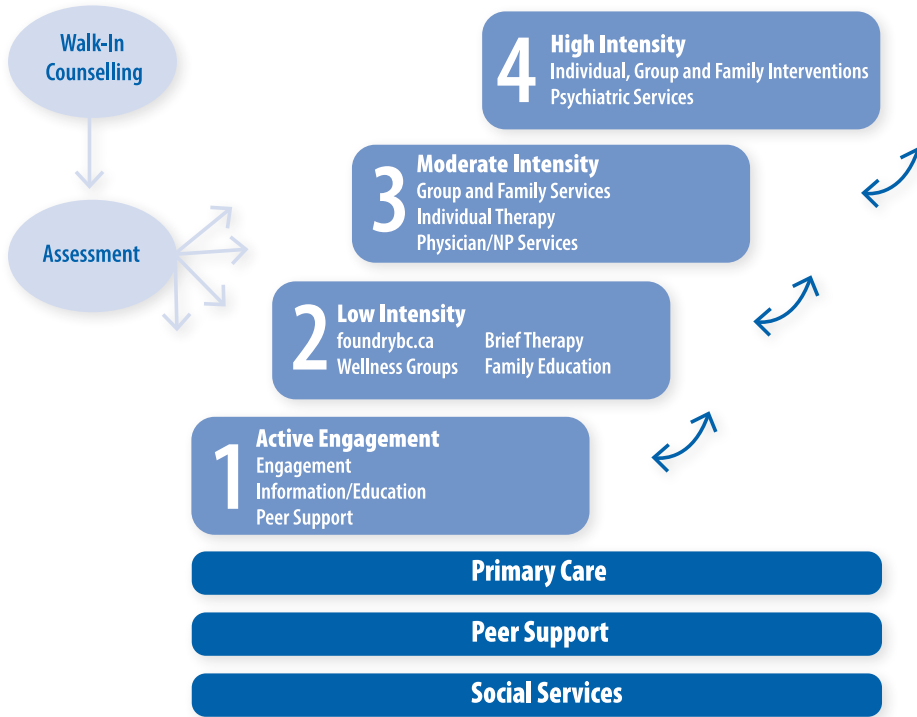 Walk-In
Counselling
Assessment
4
High Intensity
Individual, Group and Family Interventions
Psychiatric Services
3
Moderate Intensity
Group and Family Services
Individual Therapy
Physician/NP Services
2
Low Intensity
foundrybc.ca Brief Therapy
Wellness Groups Family Education
1
Active Engagement
Engagement
Information/Education
Peer Support
Primary Care
Peer Support
Social Services